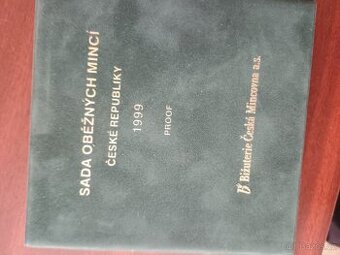 SADA OBĚŽNÝCH MINCÍ
ČESKÉ REPUBLIKY
1999
PROOF
Bižuterie Česká Mincovna a.s.